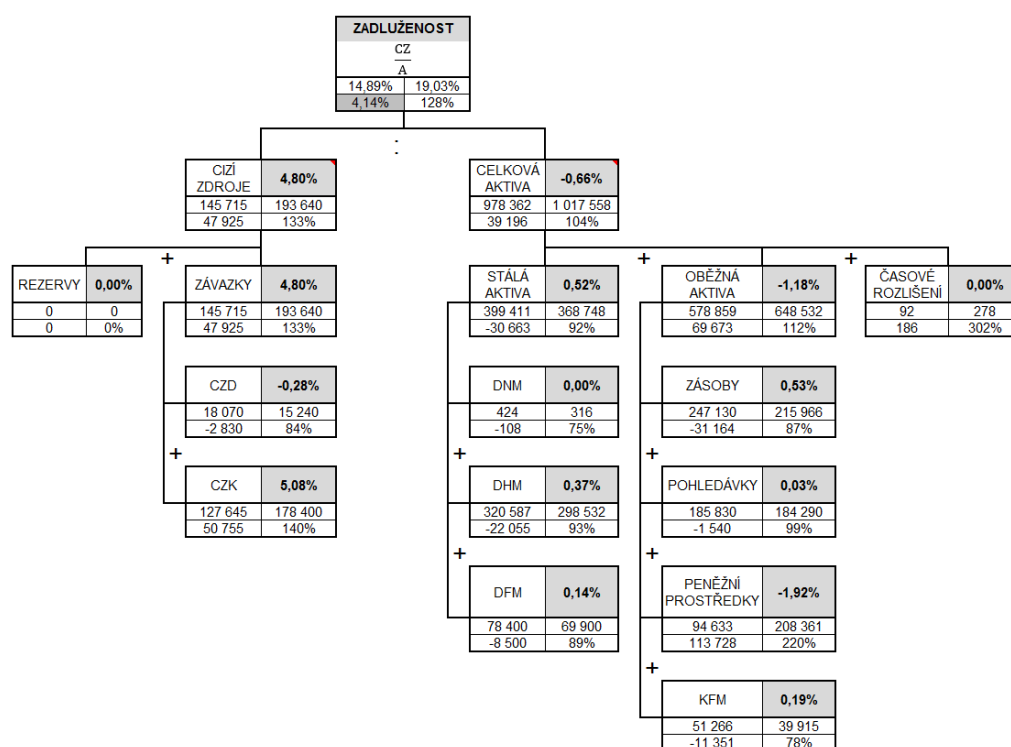 ZADLUŽENOST
CZ
A
14,89% 19,03%
4,14% 128%
:
CIZÍ
ZDROJE 4,80%
145 715 193 640
47 925 133%
CELKOVÁ
AKTIVA -0,66%
978 362 1 017 558
39 196 104%
+
+
+
REZERVY 0,00%
0 0
0 0%
ZÁVAZKY 4,80%
145 715 193 640
47 925 133%
STÁLÁ
AKTIVA 0,52%
399 411 368 748
-30 663 92%
OBĚŽNÁ
AKTIVA -1,18%
578 859 648 532
69 673 112%
ČASOVÉ
ROZLIŠENÍ 0,00%
92 278
186 302%
CZD -0,28%
18 070 15 240
-2 830 84%
DNM 0,00%
424 316
-108 75%
ZÁSOBY 0,53%
247 130 215 966
-31 164 87%
+
+
+
CZK 5,08%
127 645 178 400
50 755 140%
DHM 0,37%
320 587 298 532
-22 055 93%
POHLEDÁVKY 0,03%
185 830 184 290
-1 540 99%
+
+
DFM 0,14%
78 400 69 900
-8 500 89%
PENĚŽNÍ
PROSTŘEDKY -1,92%
94 633 208 361
113 728 220%
+
KFM 0,19%
51 266 39 915
-11 351 78%